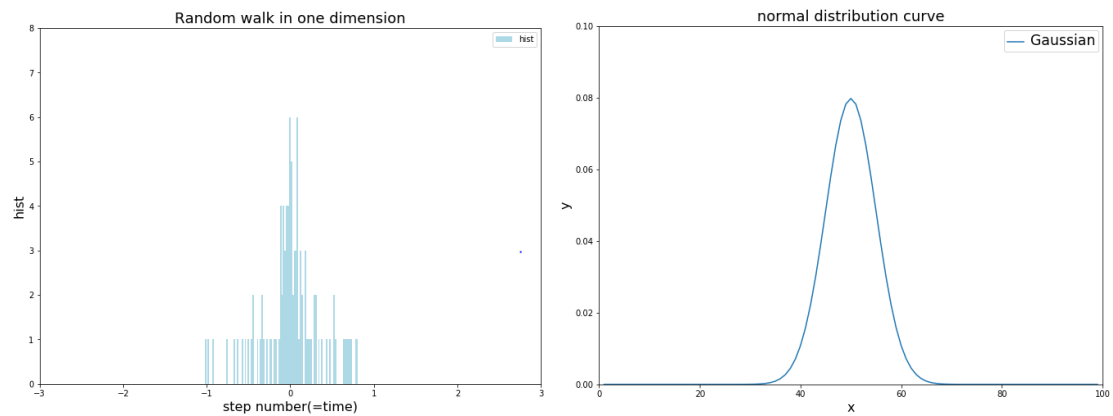 Random walk in one dimension
8
7
6
5
4
3
2
1
0
hist
hist
-3 -2 -1 0 1 2 3
step number(=time)
normal distribution curve
0.10
0.08
0.06
0.04
0.02
0.00
y
Gaussian
0 20 40 60 80 100
x